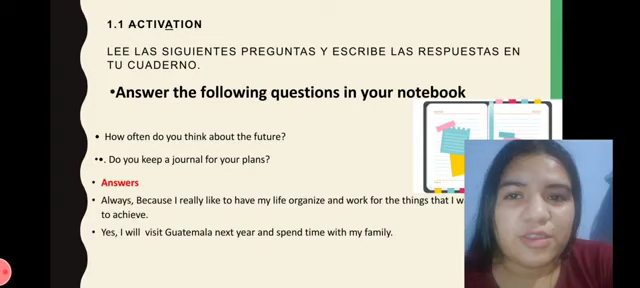 1.1 ACTIVATION
LEE LAS SIGUIENTES PREGUNTAS Y ESCRIBE LAS RESPUESTAS EN
TU CUADERNO.
•Answer the following questions in your notebook
• How often do you think about the future?
••. Do you keep a journal for your plans?
• Answers
• Always, Because I really like to have my life organize and work for the things that I
to achieve.
• Yes, I will visit Guatemala next year and spend time with my family.